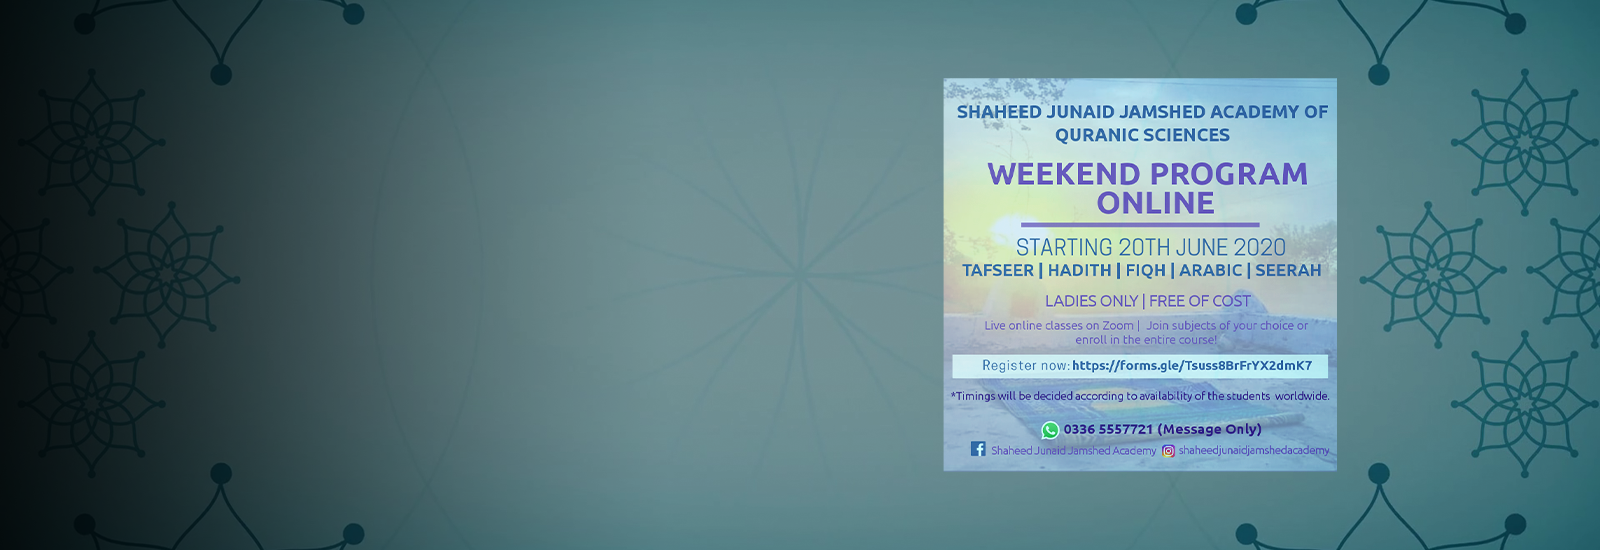 SHAHEED JUNAID JAMSHED ACADEMY OF
QURANIC SCIENCES
WEEKEND PROGRAM
ONLINE
STARTING 20TH JUNE 2020
TAFSEER | HADITH | FIQH | ARABIC | SEERAH
LADIES ONLY | FREE OF COST
Live online classes on Zoom | Join subjects of your choice or
enroll in the entire course!
Register now: https://forms.gle/Tsuss8BrFrYX2dmK7
*Timings will be decided according to availability of the students worldwide.
0336 5557721 (Message Only)
Shaheed Junaid Jamshed Academy shaheedjunaidjamshedacademy